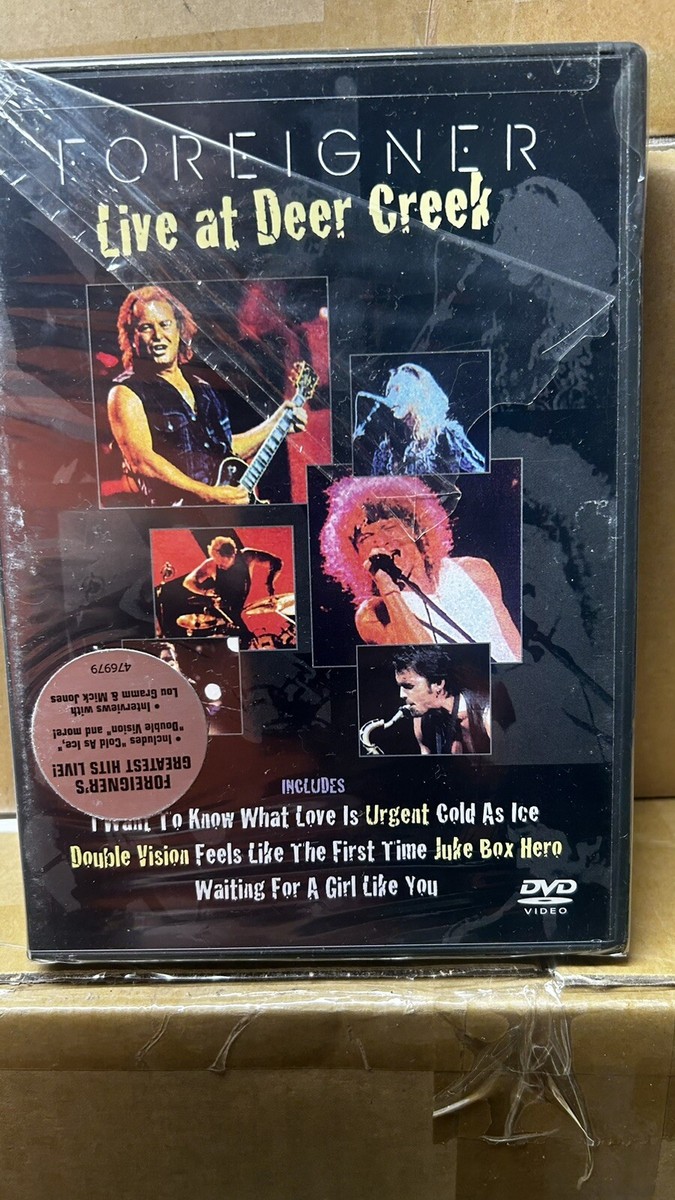 FOREIGNER
Live at Deer Creek
FOREIGNER'S
GREATEST HITS LIVE!
• Includes "Cold As Ice,"
"Double Vision" and more!
• Interviews with
Lou Gramm & Mick Jones
476979
INCLUDES
I Want To Know What Love Is Urgent Cold As Ice
Double Vision Feels Like The First Time Juke Box Hero
Waiting For A Girl Like You
DVD
VIDEO